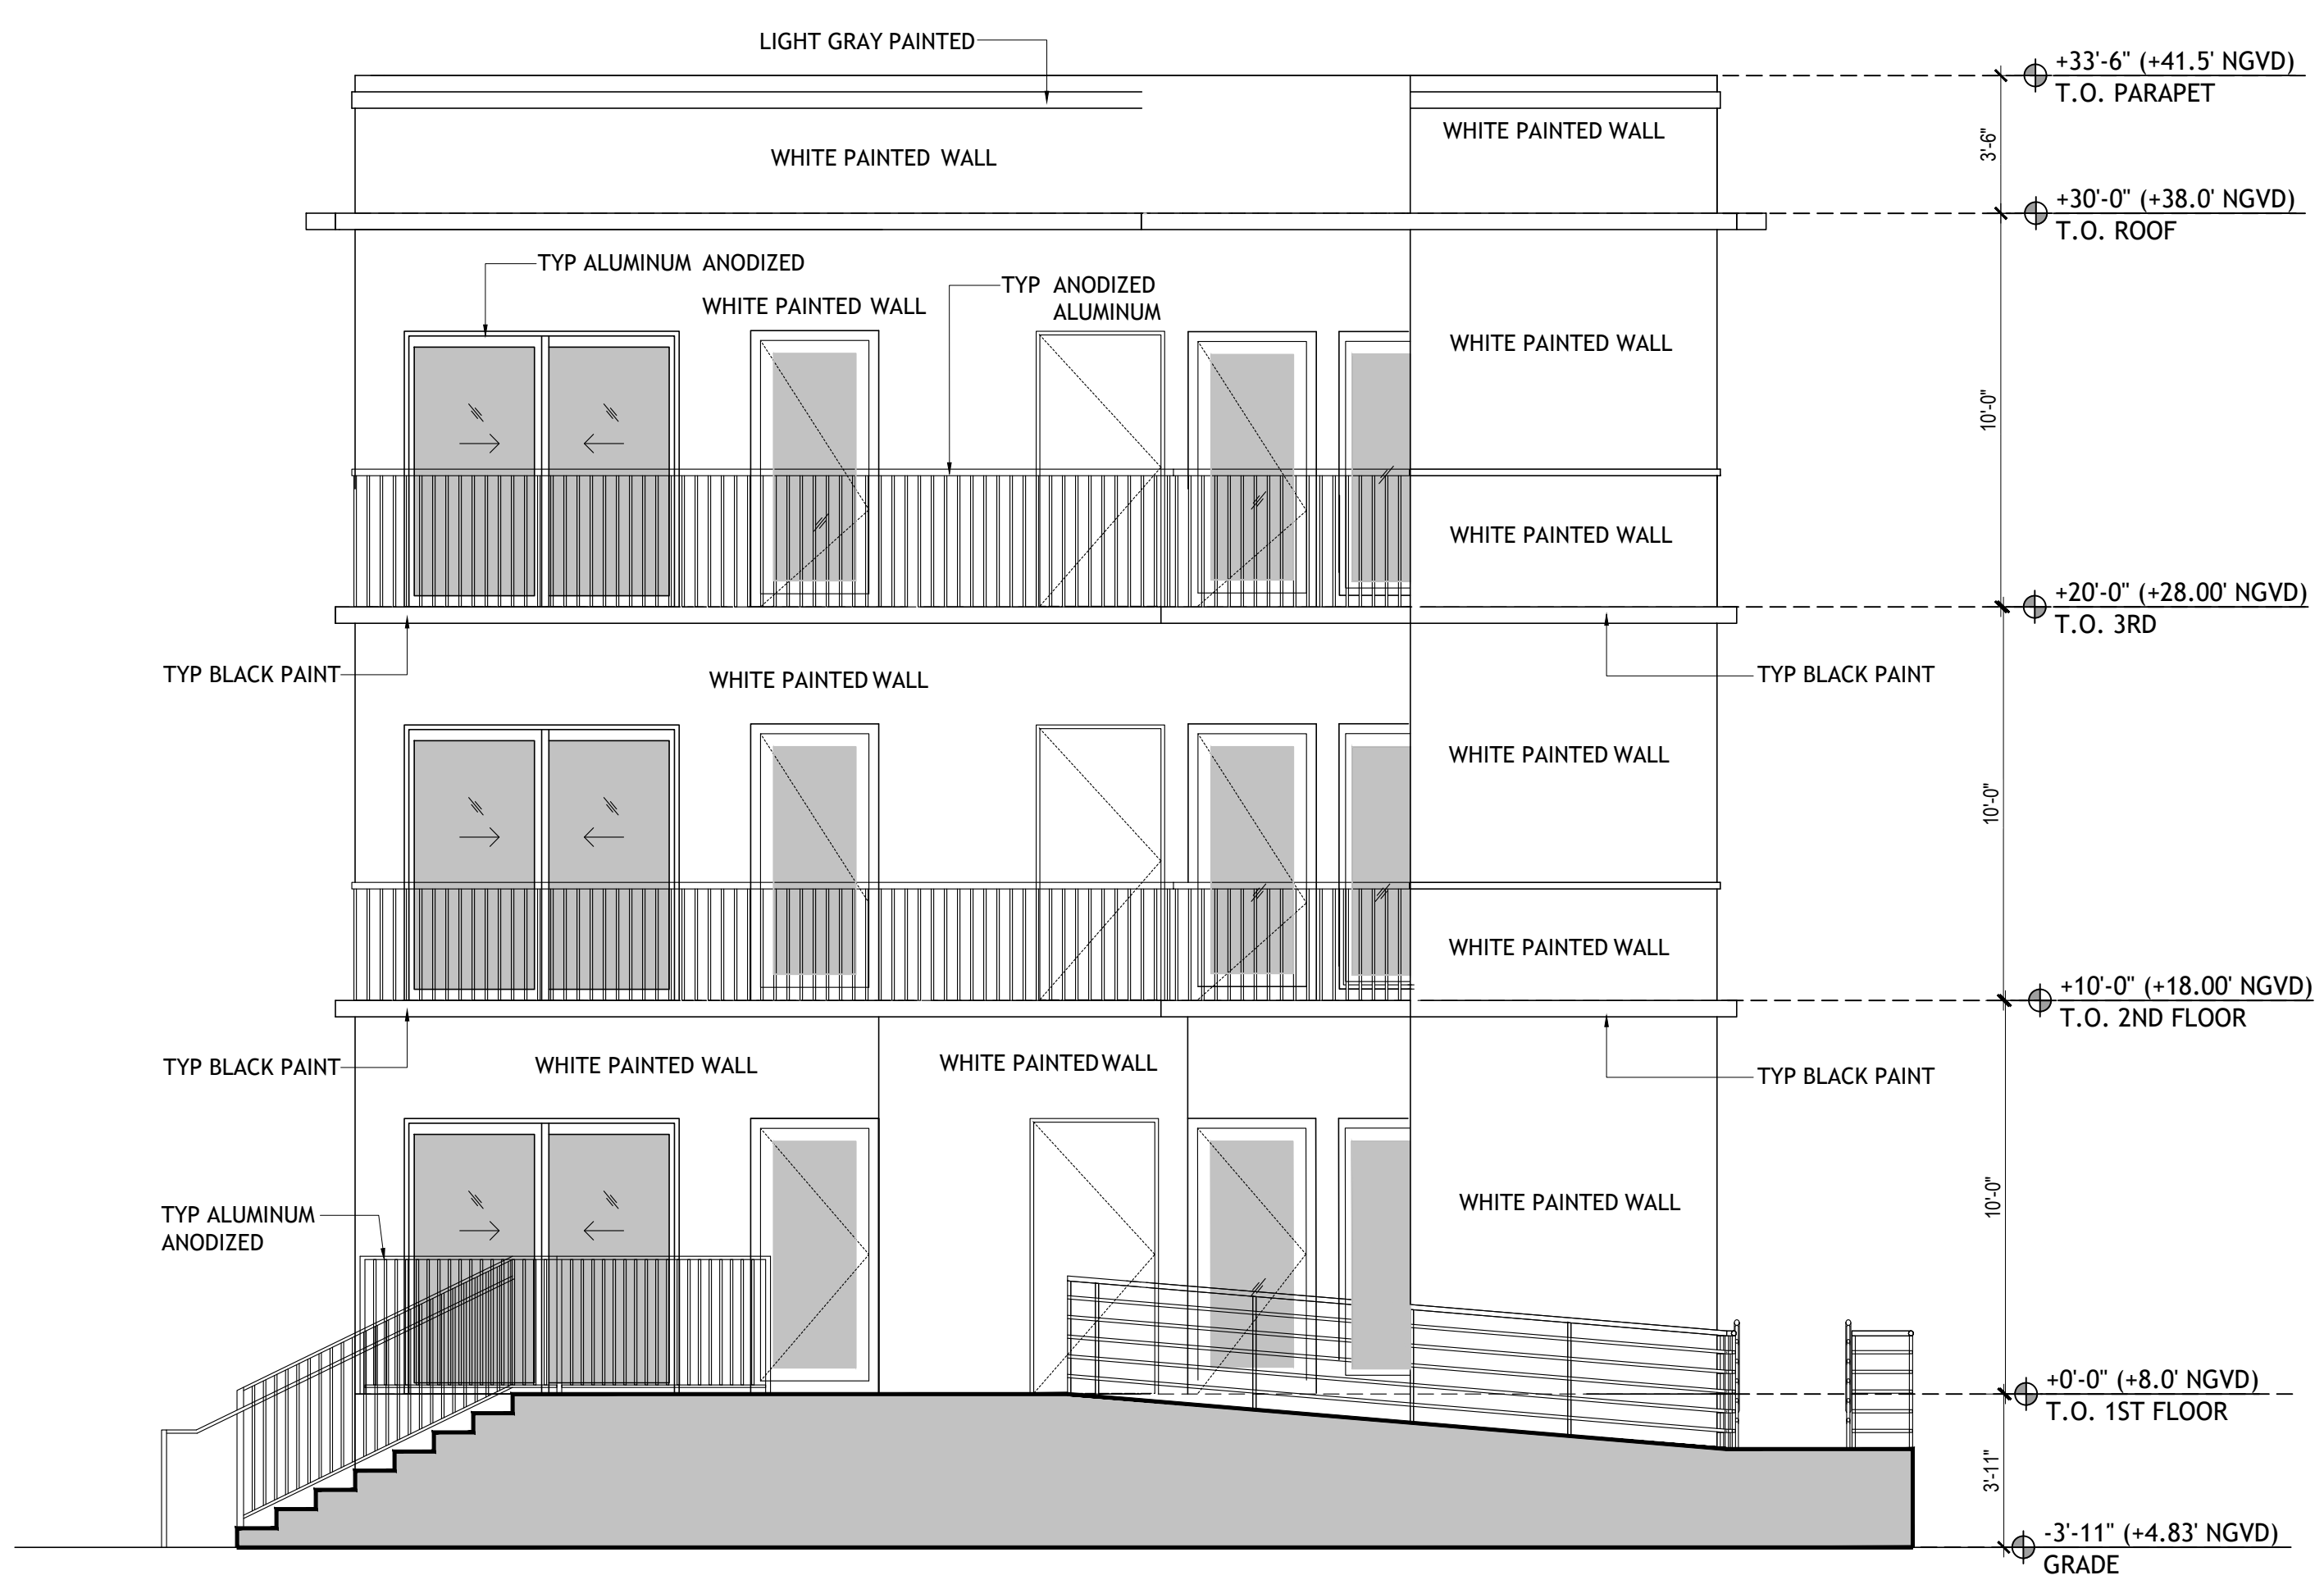 LIGHT GRAY PAINTED
+33'-6" (+41.5' NGVD)
T.O. PARAPET
WHITE PAINTED WALL
WHITE PAINTED WALL
3'-6"
+30'-0" (+38.0' NGVD)
T.O. ROOF
TYP ALUMINUM ANODIZED
TYP ANODIZED
ALUMINUM
WHITE PAINTED WALL
WHITE PAINTED WALL
10'-0"
WHITE PAINTED WALL
+20'-0" (+28.00' NGVD)
T.O. 3RD
TYP BLACK PAINT
WHITE PAINTED WALL
TYP BLACK PAINT
WHITE PAINTED WALL
10'-0"
WHITE PAINTED WALL
+10'-0" (+18.00' NGVD)
T.O. 2ND FLOOR
TYP BLACK PAINT
WHITE PAINTED WALL
WHITE PAINTED WALL
TYP BLACK PAINT
TYP ALUMINUM
ANODIZED
WHITE PAINTED WALL
10'-0"
+0'-0" (+8.0' NGVD)
T.O. 1ST FLOOR
3'-11"
-3'-11" (+4.83' NGVD)
GRADE